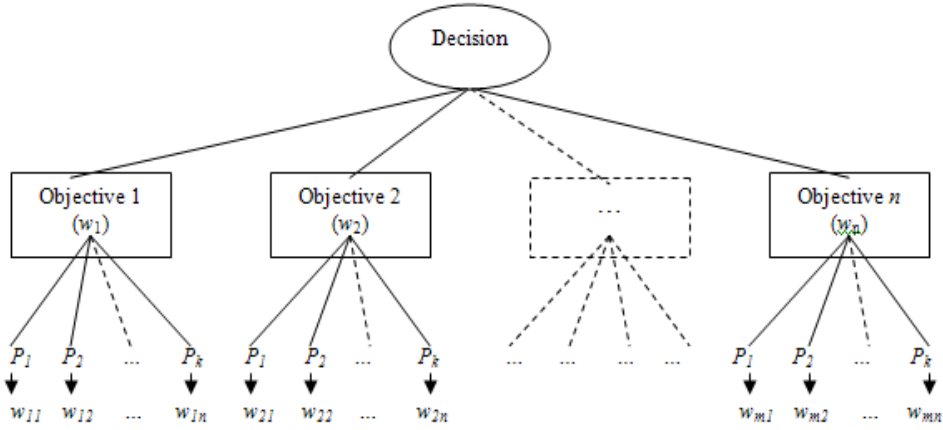 Decision
Objective 1 Objective 2 ... Objective n
(w1) (w2) (wn)
P1 P2 ... Pk P1 P2 ... Pk ... ... ... ... P1 P2 ... Pk
w11 w12 ... w1n w21 w22 ... w2n wm1 wm2 ... wmn